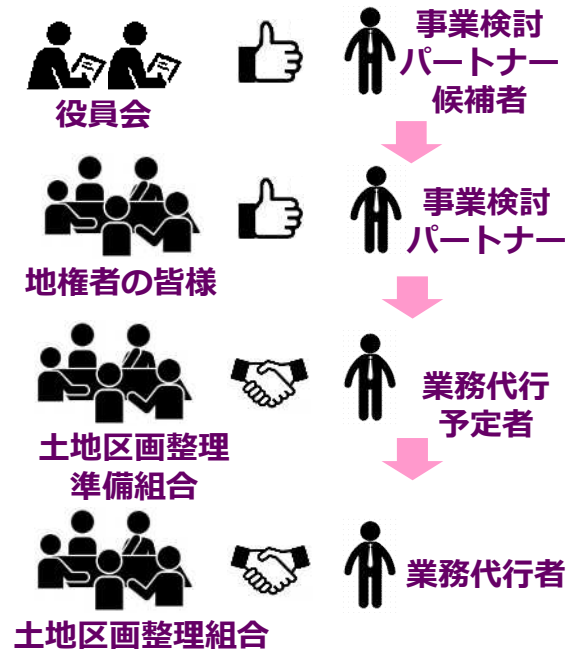 役員会
事業検討
パートナー
候補者
地権者の皆様
事業検討
パートナー
土地区画整理
準備組合
業務代行
予定者
土地区画整理組合
業務代行者